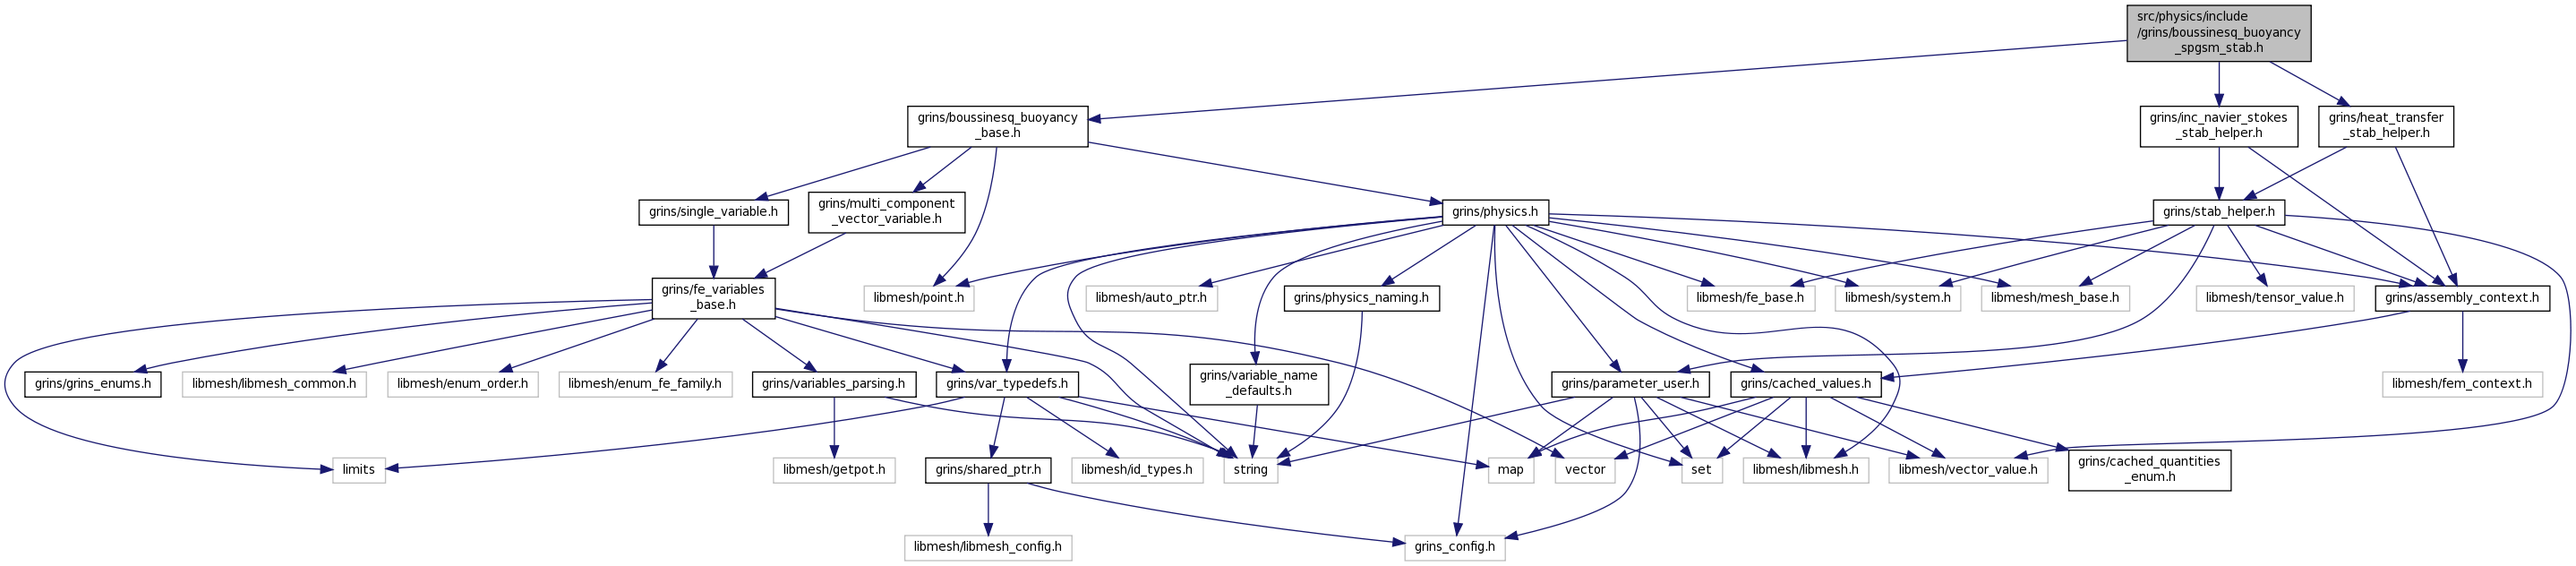 src/physics/include
/grins/boussinesq_buoyancy
_spgsm_stab.h
grins/boussinesq_buoyancy
_base.h
grins/inc_navier_stokes
_stab_helper.h
grins/heat_transfer
_stab_helper.h
grins/single_variable.h
grins/multi_component
_vector_variable.h
grins/physics.h
grins/stab_helper.h
grins/fe_variables
_base.h
libmesh/point.h
libmesh/auto_ptr.h
grins/physics_naming.h
libmesh/fe_base.h
libmesh/system.h
libmesh/mesh_base.h
libmesh/tensor_value.h
grins/assembly_context.h
grins/grins_enums.h
libmesh/libmesh_common.h
libmesh/enum_order.h
libmesh/enum_fe_family.h
grins/variables_parsing.h
grins/var_typedefs.h
grins/variable_name
_defaults.h
grins/parameter_user.h
grins/cached_values.h
libmesh/fem_context.h
limits
libmesh/getpot.h
grins/shared_ptr.h
libmesh/id_types.h
string
map
vector
set
libmesh/libmesh.h
libmesh/vector_value.h
grins/cached_quantities
_enum.h
libmesh/libmesh_config.h
grins_config.h